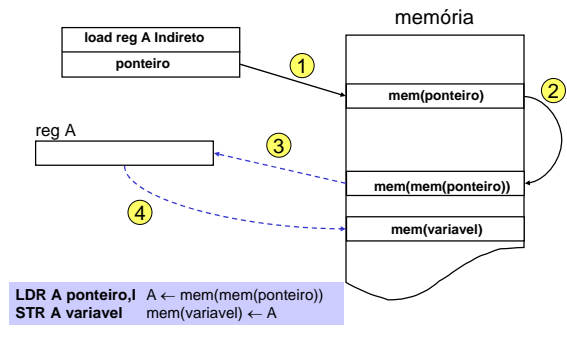 memória
load reg A Indireto
ponteiro
1
mem(ponteiro)
2
reg A
3
mem(mem(ponteiro))
4
mem(variavel)
LDR A ponteiro,I A ← mem(mem(ponteiro))
STR A variavel mem(variavel) ← A